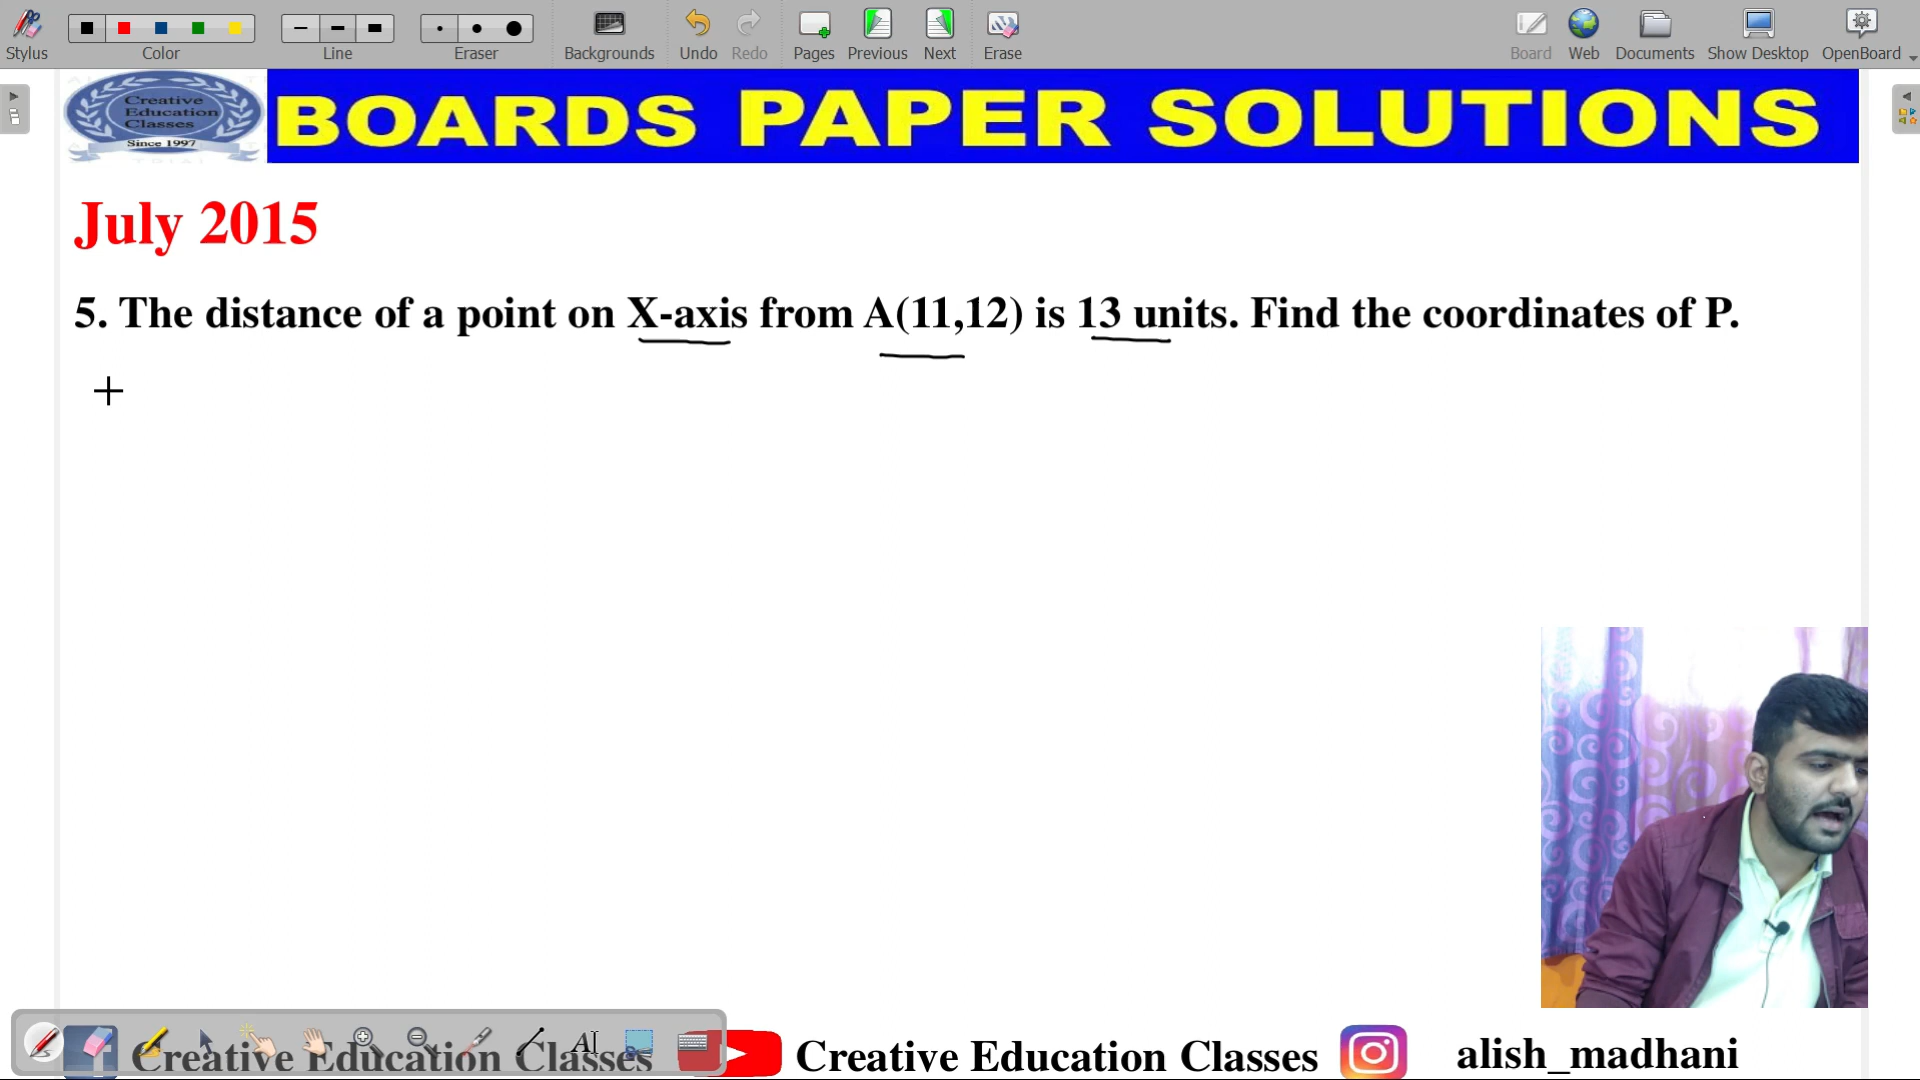 Stylus Color Line Eraser Backgrounds Undo Redo Pages Previous Next Erase Board Web Documents Show Desktop OpenBoard
Creative
Education
Classes
Since 1997
BOARDS PAPER SOLUTIONS
July 2015
5. The distance of a point on X-axis from A(11,12) is 13 units. Find the coordinates of P.
Creative Education Classes Creative Education Classes alish_madhani